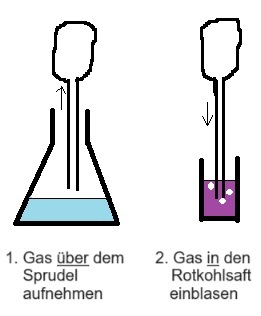 1. Gas über dem
Sprudel
aufnehmen
2. Gas in den
Rotkohlsaft
einblasen